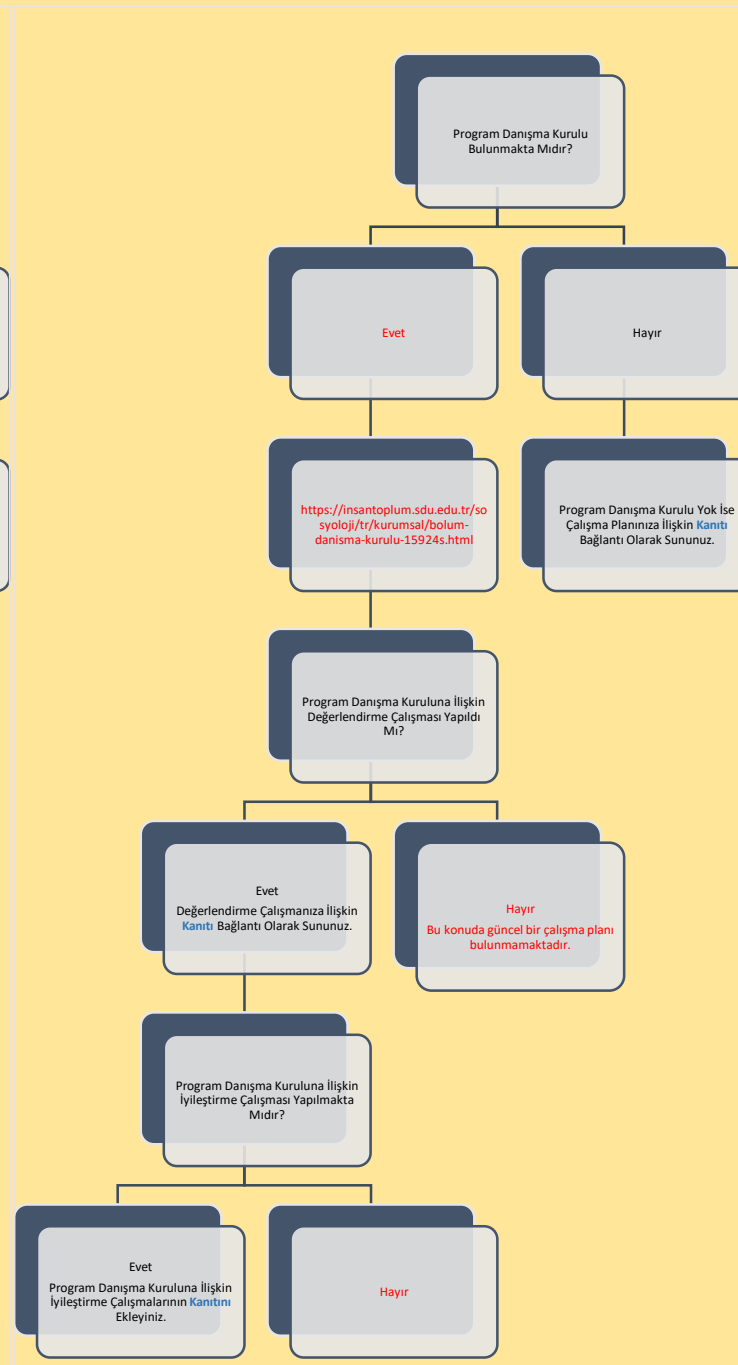 Program Danışma Kurulu
Bulunmakta Mıdır?
Evet
Hayır
https://insantoplum.sdu.edu.tr/so
syoloji/tr/kurumsal/bolum-
danisma-kurulu-15924s.html
Program Danışma Kurulu Yok İse
Çalışma Planınıza İlişkin Kanıtı
Bağlantı Olarak Sununuz.
Program Danışma Kuruluna İlişkin
Değerlendirme Çalışması Yapıldı
Mı?
Evet
Değerlendirme Çalışmanıza İlişkin
Kanıtı Bağlantı Olarak Sununuz.
Hayır
Bu konuda güncel bir çalışma planı
bulunmamaktadır.
Program Danışma Kuruluna İlişkin
İyileştirme Çalışması Yapılmakta
Mıdır?
Evet
Program Danışma Kuruluna İlişkin
İyileştirme Çalışmalarının Kanıtını
Ekleyiniz.
Hayır